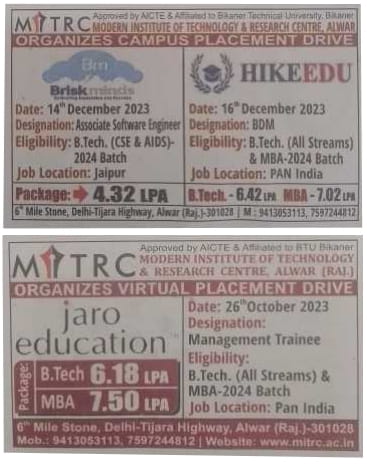 Approved by AICTE & Affiliated to Bikaner Technical University, Bikaner
MITRC MODERN INSTITUTE OF TECHNOLOGY & RESEARCH CENTRE, ALWAR
ORGANIZES CAMPUS PLACEMENT DRIVE
Bm
Briskminds
Date: 14th December 2023
Designation: Associate Software Engineer
Eligibility: B.Tech. (CSE & AIDS)-
2024 Batch
Job Location: Jaipur
Package: 4.32 LPA
HIKEEDU
Date: 16th December 2023
Designation: BDM
Eligibility: B.Tech. (All Streams)
& MBA-2024 Batch
Job Location: PAN India
B.Tech. - 6.42 LPA MBA - 7.02 LPA
6th Mile Stone, Delhi-Tijara Highway, Alwar (Raj.)-301028 | M : 9413053113, 7597244812
Approved by AICTE & Affiliated to BTU Bikaner
MITRC MODERN INSTITUTE OF TECHNOLOGY
& RESEARCH CENTRE, ALWAR (RAJ.)
ORGANIZES VIRTUAL PLACEMENT DRIVE
jaro
education™
Package:
B.Tech 6.18 LPA
MBA 7.50 LPA
Date: 26th October 2023
Designation:
Management Trainee
Eligibility:
B.Tech. (All Streams) &
MBA-2024 Batch
Job Location: Pan India
6th Mile Stone, Delhi-Tijara Highway, Alwar (Raj.)-301028
Mob.: 9413053113, 7597244812 | Website: www.mitrc.ac.in